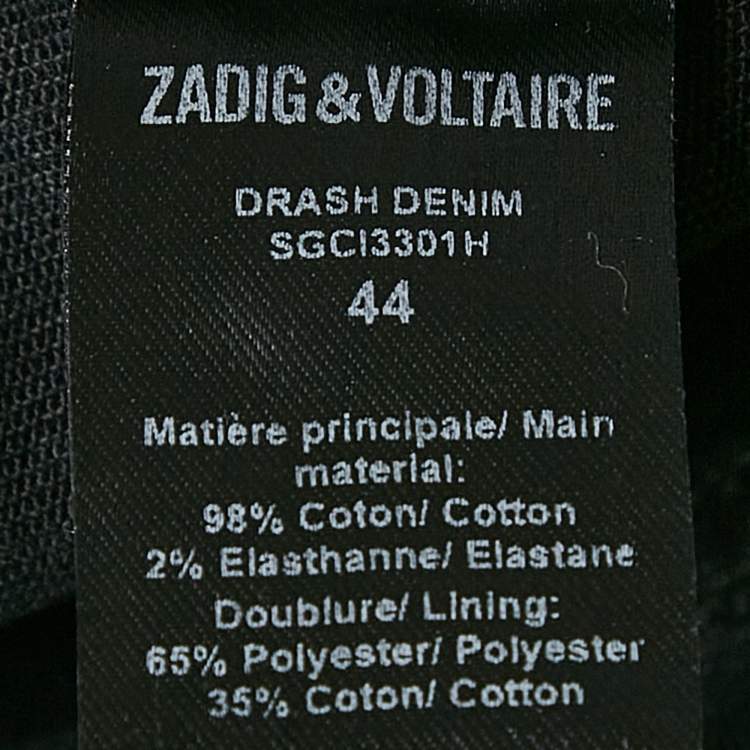 ZADIG & VOLTAIRE
DRASH DENIM
SGCI3301H
44
Matière principale/ Main
material:
98% Coton/ Cotton
2% Elasthanne/ Elastane
Doublure/ Lining:
65% Polyester/ Polyester
35% Coton/ Cotton